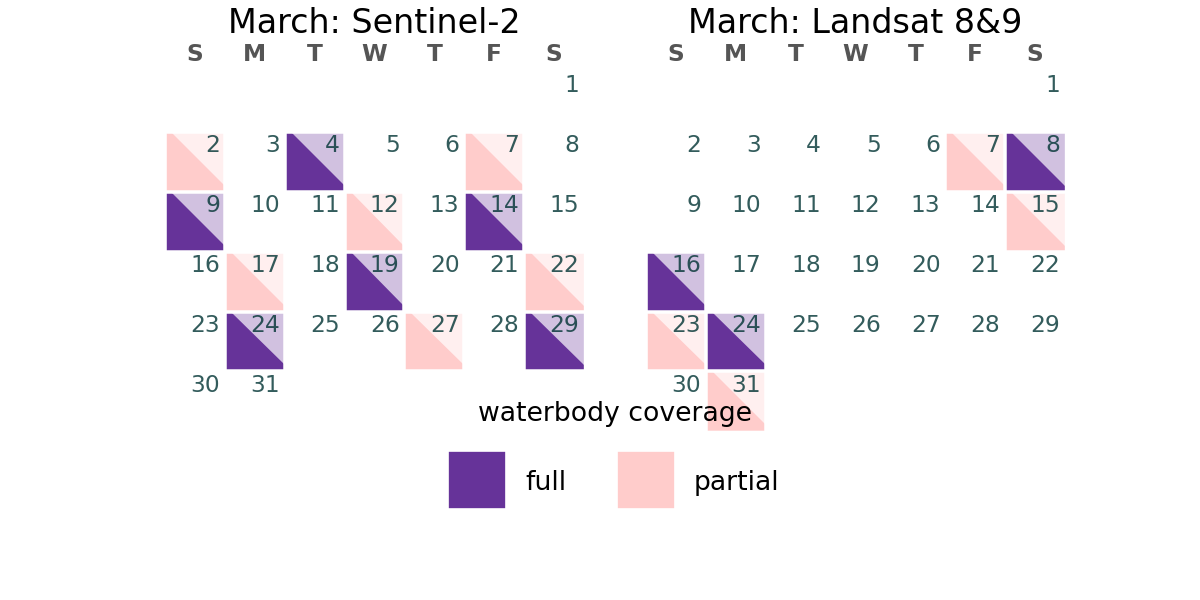 March: Sentinel-2
S M T W T F S
1
2 3 4 5 6 7 8
9 10 11 12 13 14 15
16 17 18 19 20 21 22
23 24 25 26 27 28 29
30 31
March: Landsat 8&9
S M T W T F S
1
2 3 4 5 6 7 8
9 10 11 12 13 14 15
16 17 18 19 20 21 22
23 24 25 26 27 28 29
30 31
waterbody coverage
full
partial